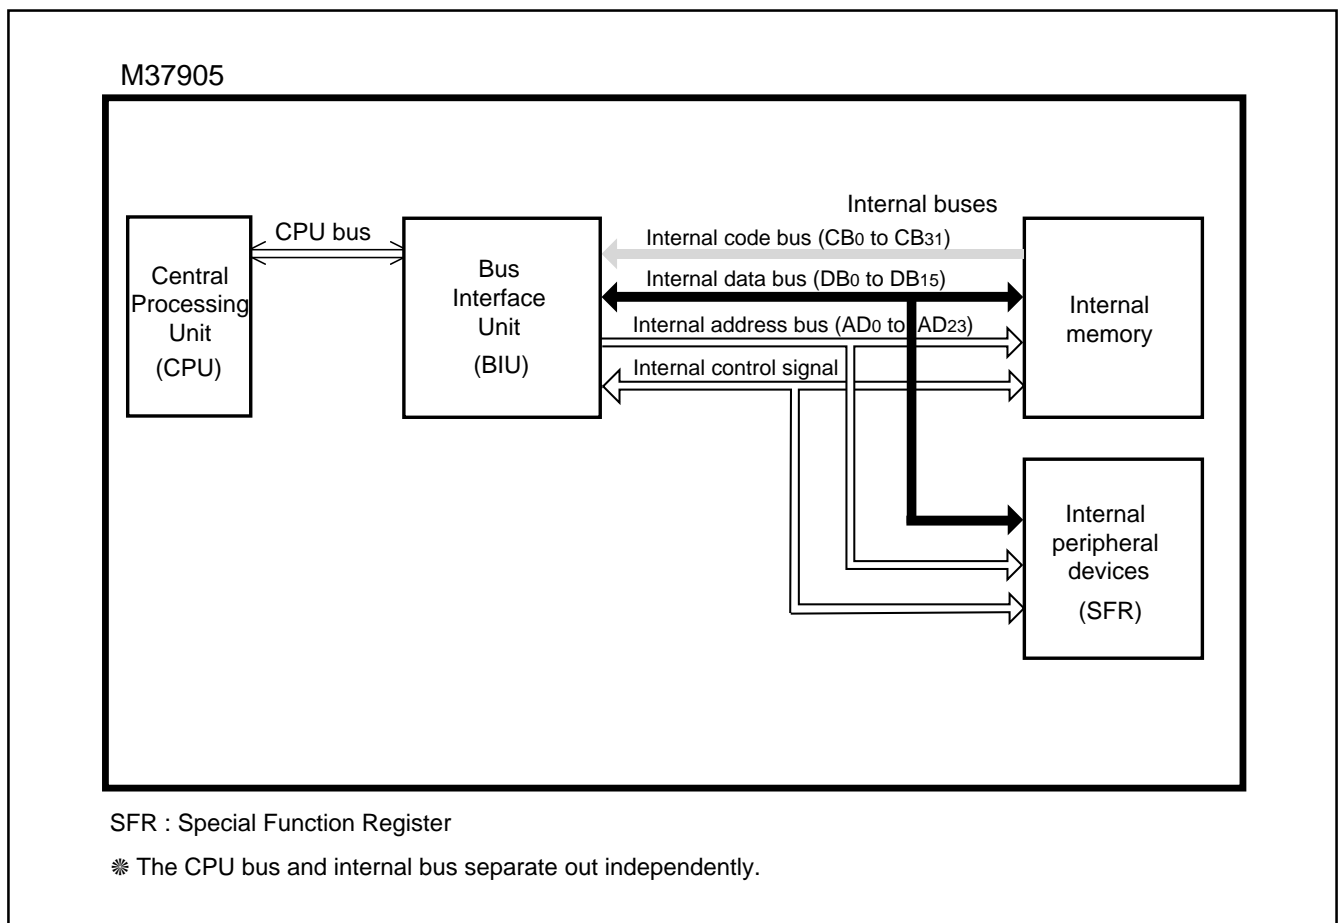 M37905
Internal buses
CPU bus
Internal code bus (CB0 to CB31)
Internal data bus (DB0 to DB15)
Internal address bus (AD0 to AD23)
Internal control signal
Central
Processing
Unit
(CPU)
Bus
Interface
Unit
(BIU)
Internal
memory
Internal
peripheral
devices
(SFR)
SFR : Special Function Register
❊ The CPU bus and internal bus separate out independently.